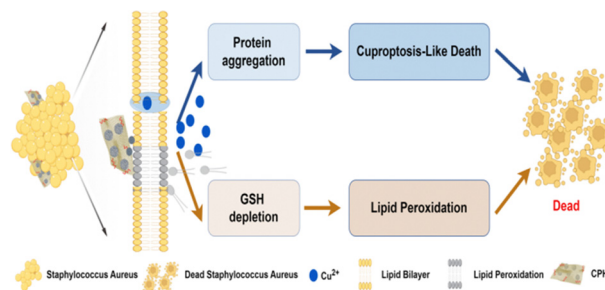 Protein
aggregation
Cuproptosis-Like Death
Cu²⁺
GSH
depletion
Lipid Peroxidation
Dead
Staphylococcus Aureus
Dead Staphylococcus Aureus
Cu²⁺
Lipid Bilayer
Lipid Peroxidation